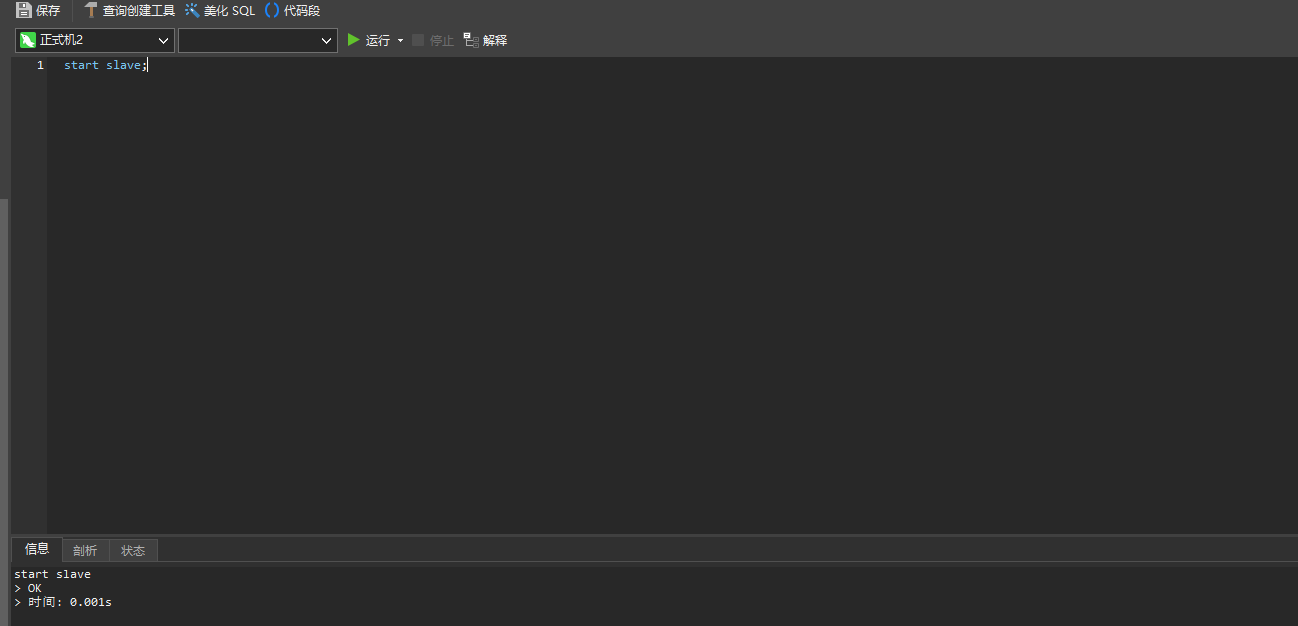 保存 查询创建工具 美化 SQL 代码段
正式机2 运行 停止 解释
1 start slave;
信息 剖析 状态
start slave
> OK
> 时间: 0.001s